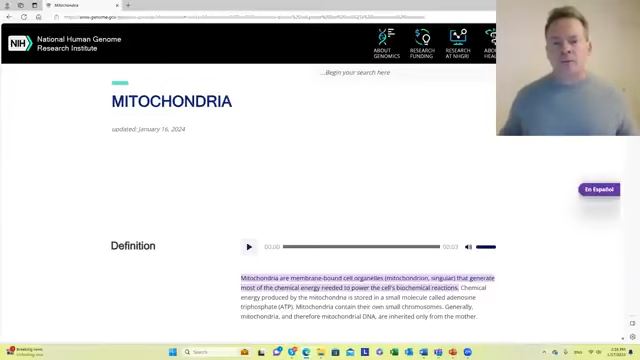 Mitochondria
NIH
National Human Genome
Research Institute
ABOUT
GENOMICS
RESEARCH
FUNDING
RESEARCH
AT NHGRI
...Begin your search here
MITOCHONDRIA
updated: January 16, 2024
En Español
Definition
00:00
00:03
Mitochondria are membrane-bound cell organelles (mitochondrion, singular) that generate
most of the chemical energy needed to power the cell's biochemical reactions. Chemical
energy produced by the mitochondria is stored in a small molecule called adenosine
triphosphate (ATP). Mitochondria contain their own small chromosomes. Generally,
mitochondria, and therefore mitochondrial DNA, are inherited only from the mother.
Breaking news
Search